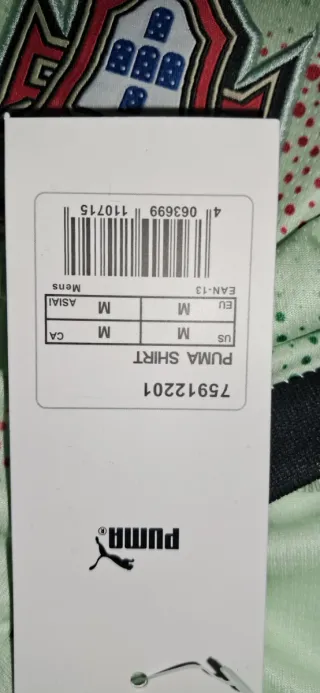 PUMA®
75912201
PUMA SHIRT
US M M CA
EU M M ASIA!
EAN-13 Mens
4 063699 110715